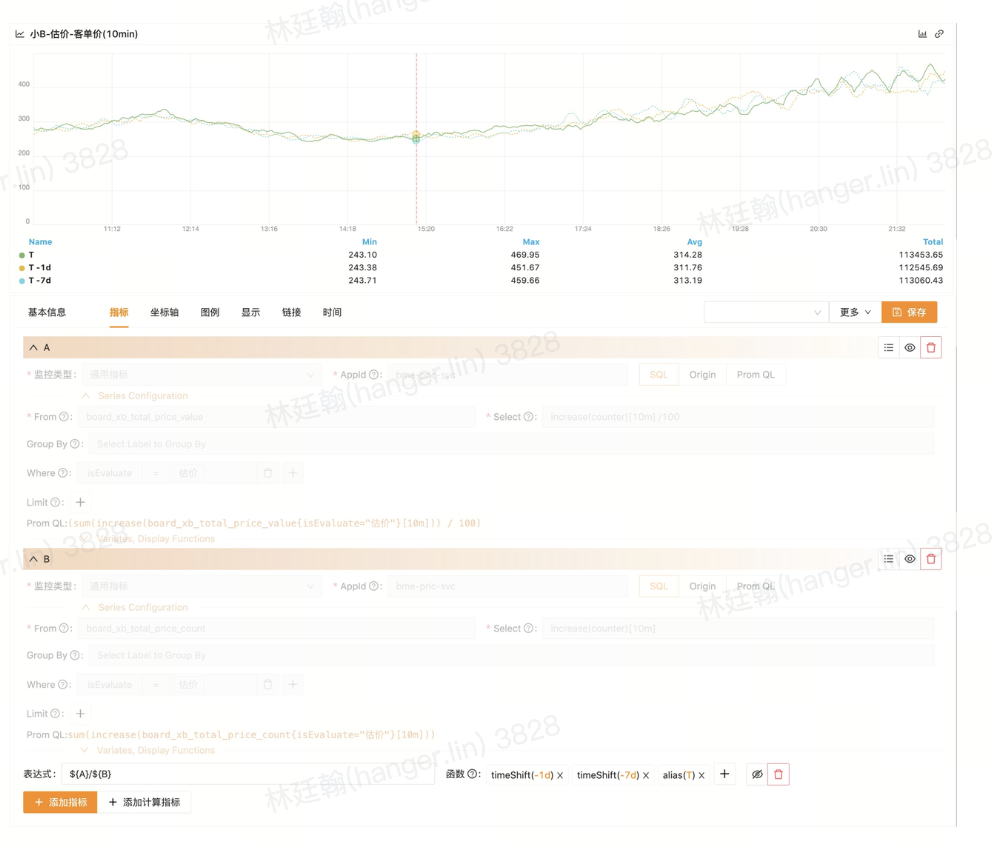 小B-估价-客单价(10min)
400
300
200
100
0
11:12 12:14 13:16 14:18 15:20 16:22 17:24 18:26 19:28 20:30 21:32
Name Min Max Avg Total
T 243.10 469.95 314.28 113453.65
T -1d 243.38 451.67 311.76 112545.69
T -7d 243.71 459.66 313.19 113060.43
基本信息 指标 坐标轴 图例 显示 链接 时间 更多 保存
A
* 监控类型: 通用指标 * AppId ?: bme-pric-svc SQL Origin Prom QL
Series Configuration
* From ?: board_xb_total_price_value * Select ?: increase(counter)[10m] /100
Group By ?: Select Label to Group By
Where ?: isEvaluate = 估价 +
Limit ?: +
Prom QL:(sum(increase(board_xb_total_price_value{isEvaluate="估价"}[10m])) / 100)
Variates, Display Functions
B
* 监控类型: 通用指标 * AppId ?: bme-pric-svc SQL Origin Prom QL
Series Configuration
* From ?: board_xb_total_price_count * Select ?: increase(counter)[10m]
Group By ?: Select Label to Group By
Where ?: isEvaluate = 估价 +
Limit ?: +
Prom QL:sum(increase(board_xb_total_price_count{isEvaluate="估价"}[10m]))
Variates, Display Functions
表达式: ${A}/${B} 函数 ?: timeShift(-1d) X timeShift(-7d) X alias(T) X +
+ 添加指标 + 添加计算指标
林廷翰(hanger.lin) 3828